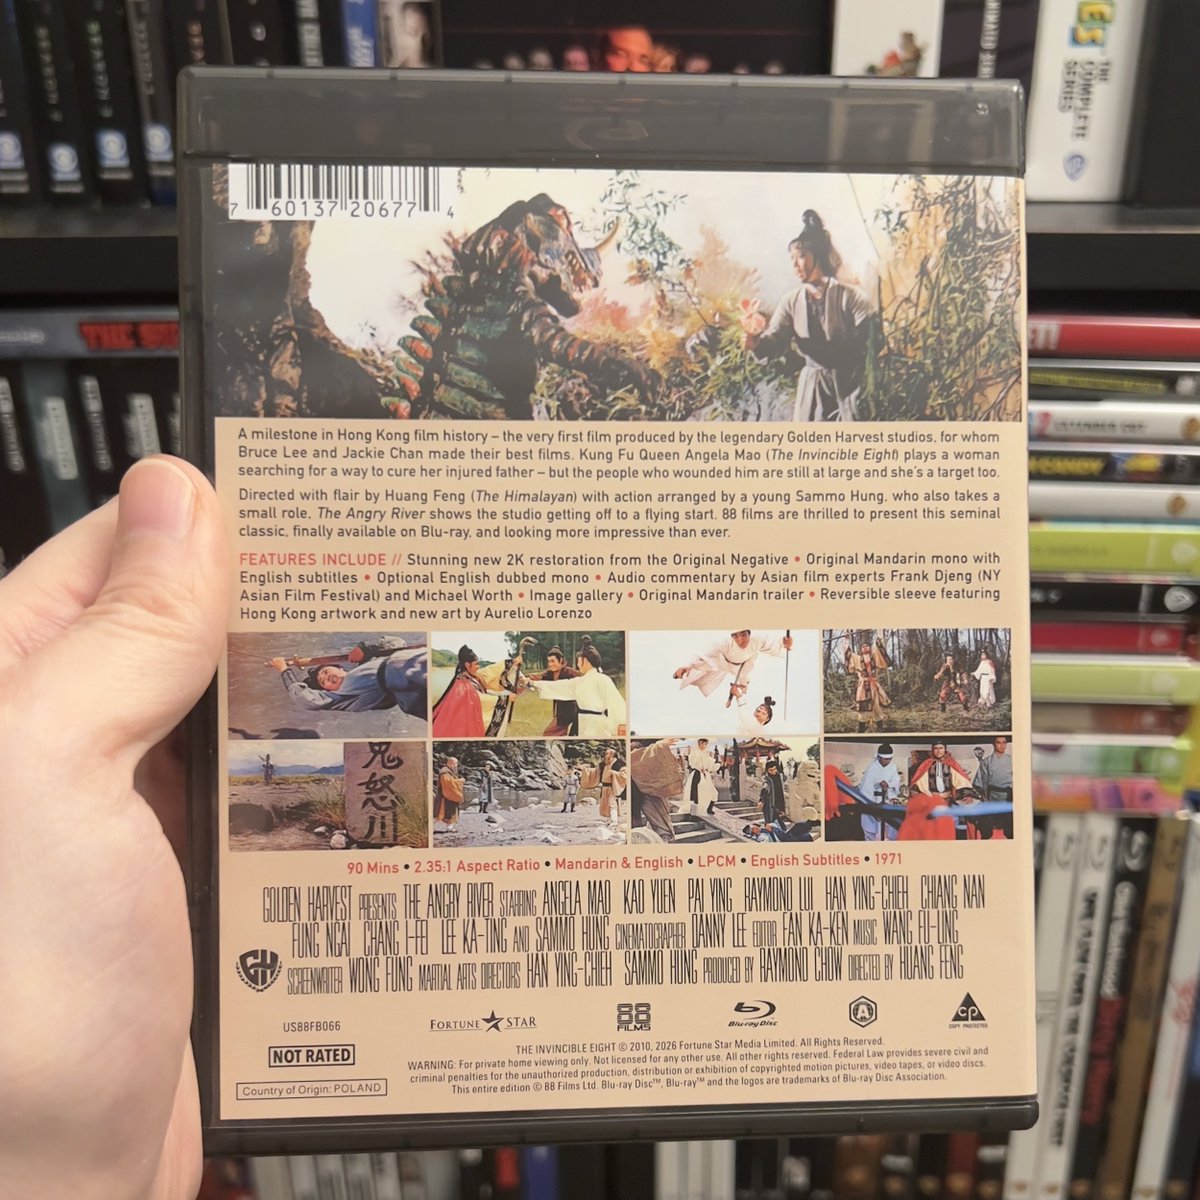 ES
THE
COMPLETE
SERIES
7 60137 20677 4
A milestone in Hong Kong film history – the very first film produced by the legendary Golden Harvest studios, for whom
Bruce Lee and Jackie Chan made their best films. Kung Fu Queen Angela Mao (The Invincible Eight) plays a woman
searching for a way to cure her injured father – but the people who wounded him are still at large and she's a target too.
Directed with flair by Huang Feng (The Himalayan) with action arranged by a young Sammo Hung, who also takes a
small role, The Angry River shows the studio getting off to a flying start. 88 films are thrilled to present this seminal
classic, finally available on Blu-ray, and looking more impressive than ever.
FEATURES INCLUDE // Stunning new 2K restoration from the Original Negative • Original Mandarin mono with
English subtitles • Optional English dubbed mono • Audio commentary by Asian film experts Frank Djeng (NY
Asian Film Festival) and Michael Worth • Image gallery • Original Mandarin trailer • Reversible sleeve featuring
Hong Kong artwork and new art by Aurelio Lorenzo
鬼怒川
90 Mins • 2.35:1 Aspect Ratio • Mandarin & English • LPCM • English Subtitles • 1971
GOLDEN HARVEST PRESENTS THE ANGRY RIVER STARRING ANGELA MAO KAO YUEN PAI YING RAYMOND LUI HAN YING-CHIEH CHIANG NAN
FUNG NGAI CHANG I-FEI LEE KA-TING AND SAMMO HUNG CINEMATOGRAPHER DANNY LEE EDITOR FAN KA-KEN MUSIC WANG FU-LING
SCREENWRITER WONG FUNG MARTIAL ARTS DIRECTORS HAN YING-CHIEH SAMMO HUNG PRODUCED BY RAYMOND CHOW DIRECTED BY HUANG FENG
US88FB066
FORTUNE STAR
88
FILMS
Blu-ray Disc
A
CP
COPY PROTECTED
NOT RATED
THE INVINCIBLE EIGHT © 2010, 2026 Fortune Star Media Limited. All Rights Reserved.
WARNING: For private home viewing only. Not licensed for any other use. All other rights reserved. Federal Law provides severe civil and
criminal penalties for the unauthorized production, distribution or exhibition of copyrighted motion pictures, video tapes, or video discs.
This entire edition © 88 Films Ltd. Blu-ray Disc™, Blu-ray™ and the logos are trademarks of Blu-ray Disc Association.
Country of Origin: POLAND